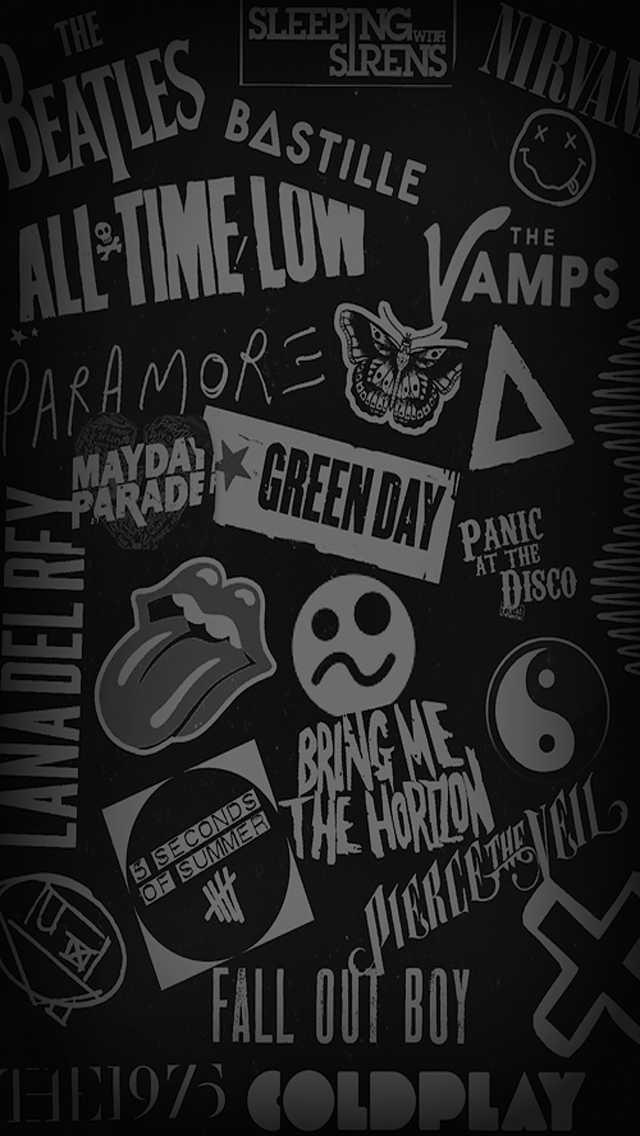 THE
BEATLES
SLEEPING WITH
SIRENS
NIRVAN
BASTILLE
ALL TIME LOW
THE
VAMPS
PARAMORE
MAYDAY
PARADE
GREEN DAY
PANIC
AT THE
DISCO
LANA DEL REY
BRING ME
THE HORIZON
5 SECONDS
OF SUMMER
PIERCE THE VEIL
FALL OUT BOY
THE 1975
COLDPLAY